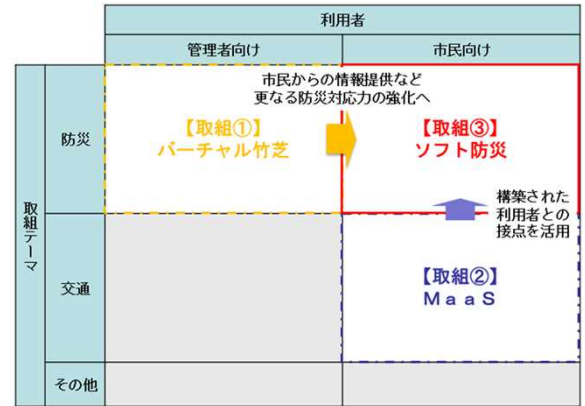 利用者
管理者向け
市民向け
取組テーマ
防災
市民からの情報提供など
更なる防災対応力の強化へ
【取組①】
バーチャル竹芝
【取組③】
ソフト防災
構築された
利用者との
接点を活用
交通
【取組②】
MaaS
その他